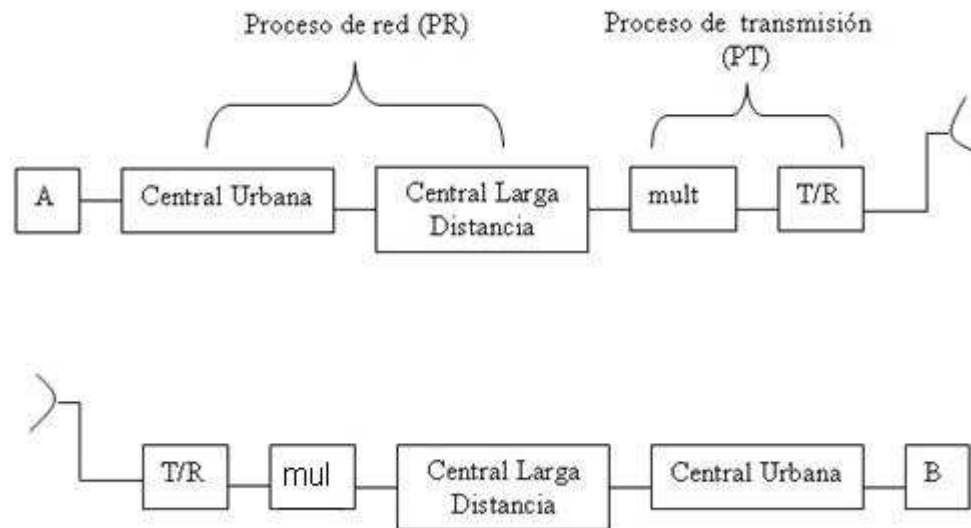 Proceso de red (PR)
Proceso de transmisión
(PT)
A
Central Urbana
Central Larga
Distancia
mult
T/R
T/R
mul
Central Larga
Distancia
Central Urbana
B